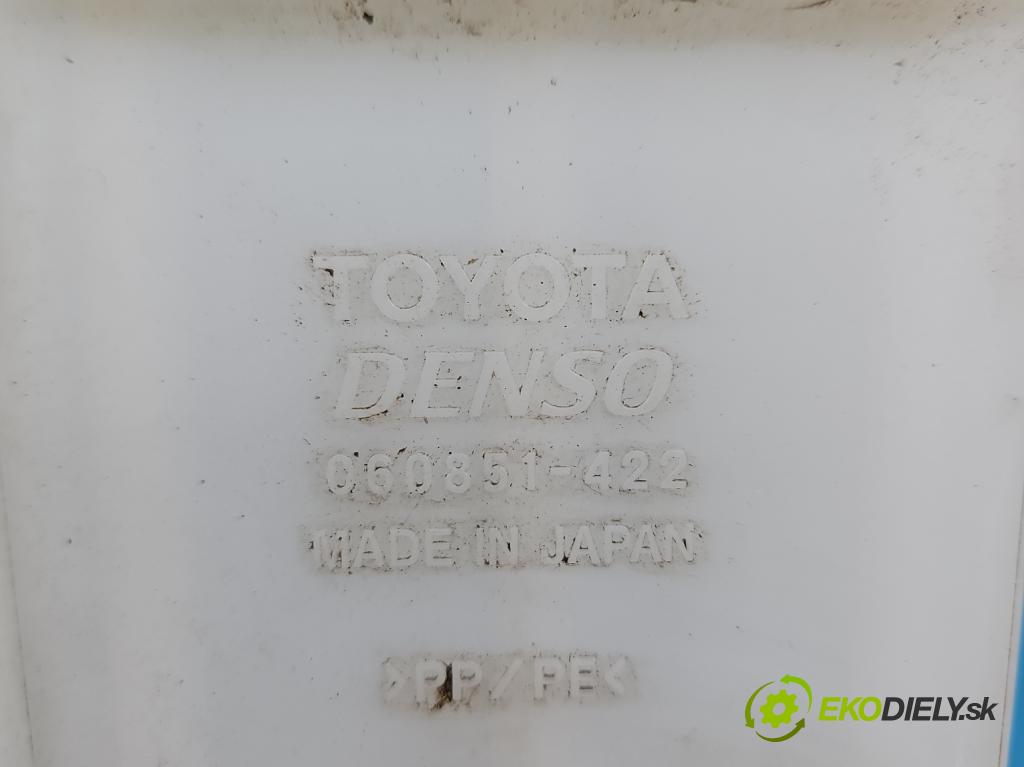 TOYOTA
DENSO
060851-422
MADE IN JAPAN
>PP/PE<
EKODIELY.sk